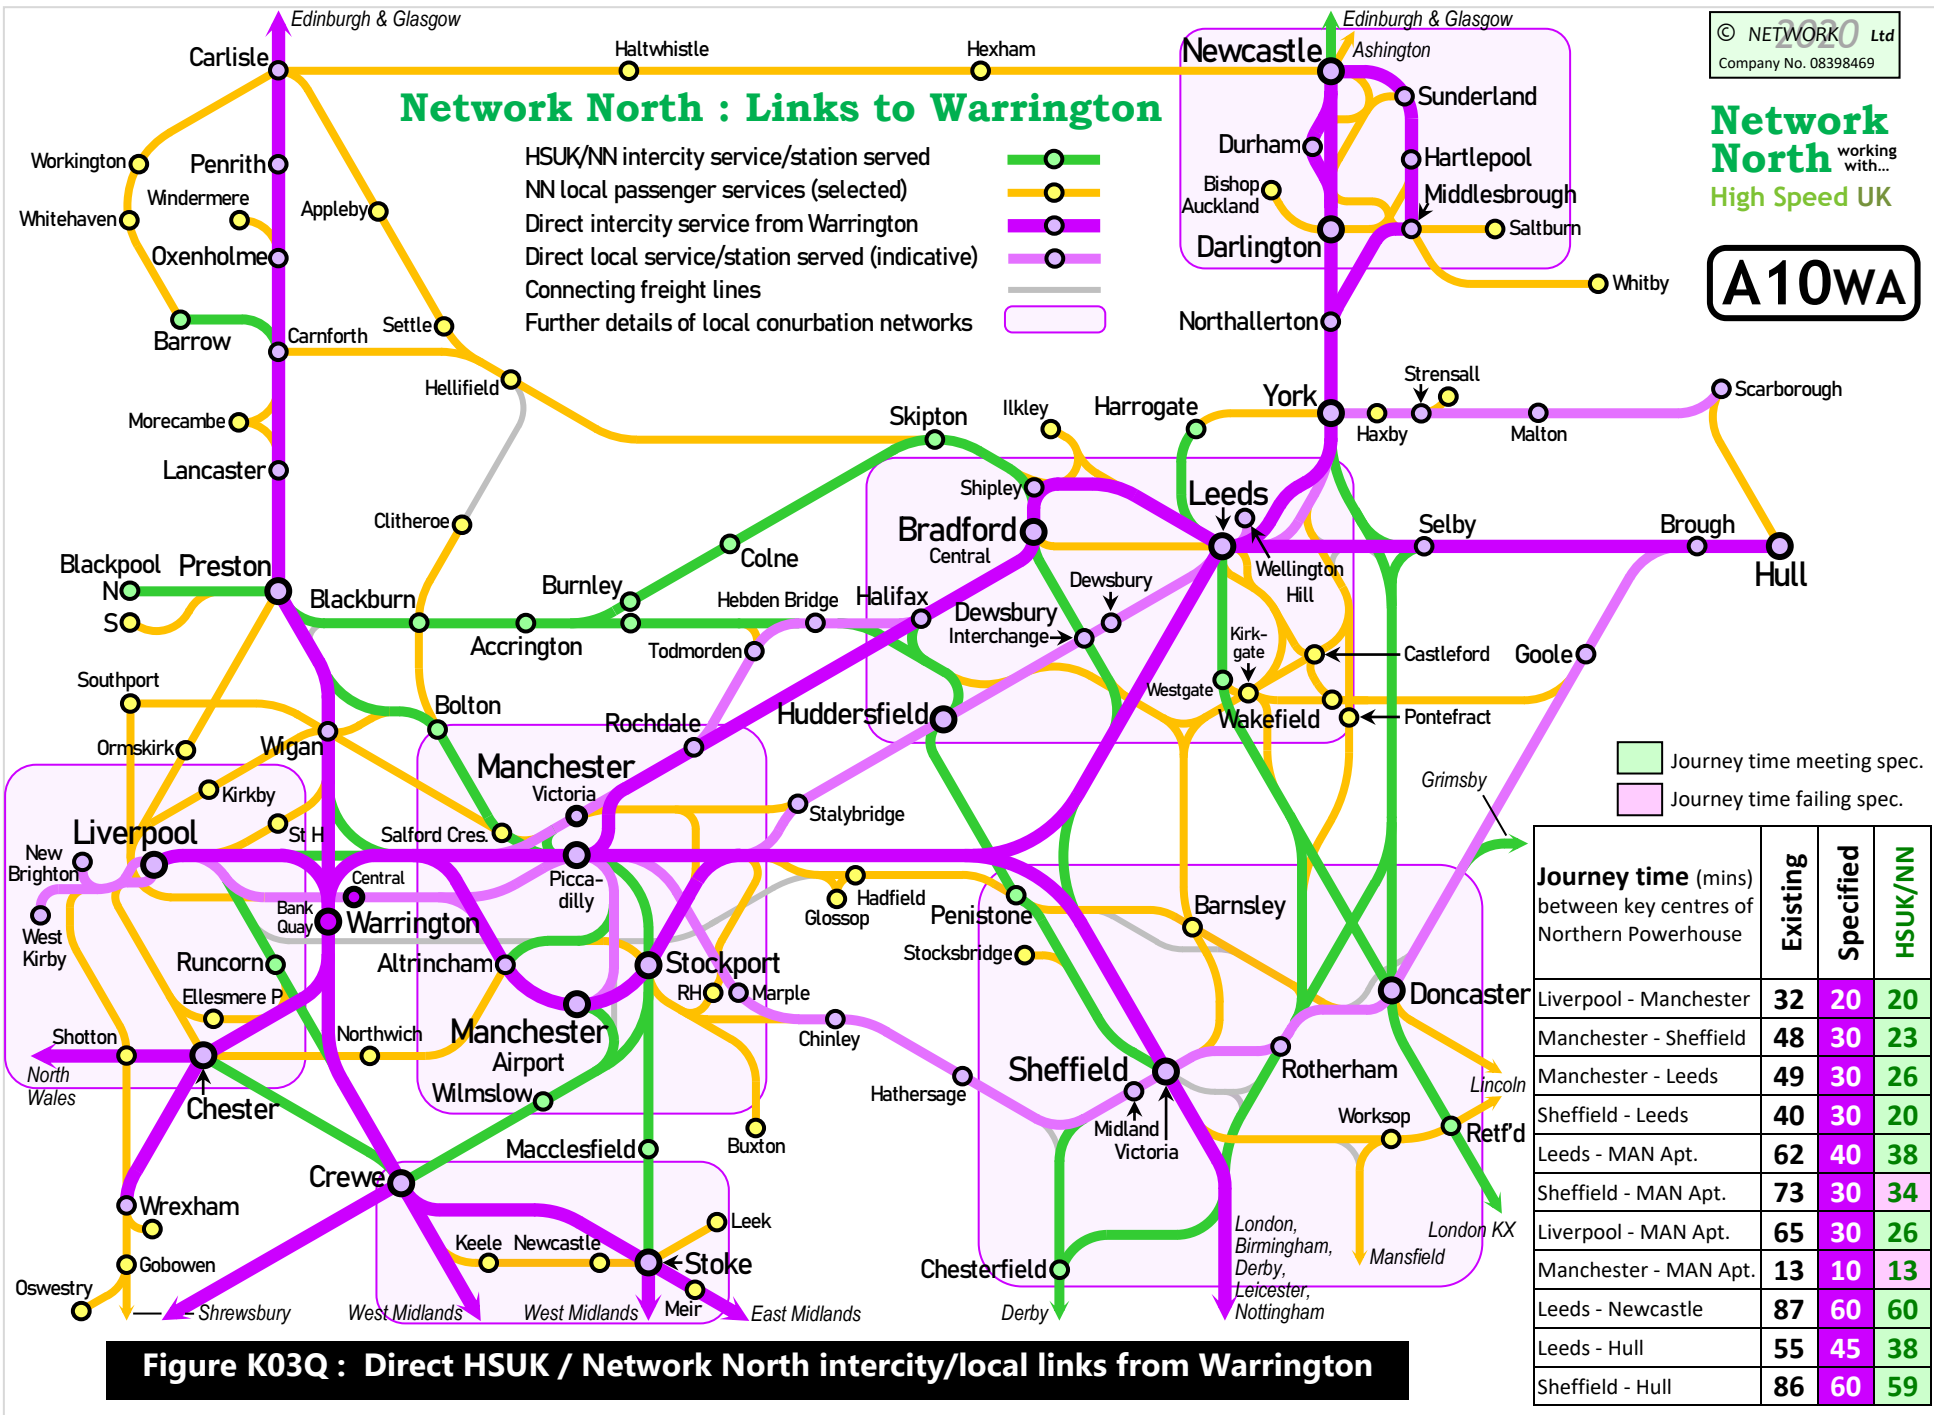 Edinburgh & Glasgow
Edinburgh & Glasgow
© NETWORK 2020 Ltd
Company No. 08398469
Carlisle
Haltwhistle
Hexham
Newcastle
Ashington
Network North : Links to Warrington
Sunderland
Network
North working with...
High Speed UK
HSUK/NN intercity service/station served
NN local passenger services (selected)
Direct intercity service from Warrington
Direct local service/station served (indicative)
Connecting freight lines
Further details of local conurbation networks
Durham
Hartlepool
Bishop
Auckland
Middlesbrough
Saltburn
Darlington
Whitby
A10WA
Workington
Penrith
Windermere
Whitehaven
Appleby
Oxenholme
Barrow
Settle
Carnforth
Northallerton
Hellifield
Strensall
Scarborough
York
Haxby
Malton
Morecambe
Skipton
Ilkley
Harrogate
Lancaster
Shipley
Leeds
Clitheroe
Bradford
Central
Selby
Brough
Hull
Wellington
Hill
Blackpool
N
S
Preston
Colne
Burnley
Blackburn
Accrington
Hebden Bridge
Halifax
Dewsbury
Dewsbury
Interchange
Todmorden
Kirk-
gate
Castleford
Goole
Westgate
Wakefield
Pontefract
Southport
Bolton
Rochdale
Huddersfield
Ormskirk
Wigan
Manchester
Victoria
Kirkby
Stalybridge
Grimsby
Journey time meeting spec.
Journey time failing spec.
Liverpool
St H
Salford Cres.
New
Brighton
Central
Picca-
dilly
Hadfield
Glossop
Penistone
Barnsley
Bank
Quay
Warrington
West
Kirby
Stocksbridge
Runcorn
Altrincham
Stockport
RH
Marple
Doncaster
Ellesmere P
Shotton
Northwich
Manchester
Airport
Chinley
Sheffield
Rotherham
Lincoln
North
Wales
Chester
Wilmslow
Hathersage
Midland
Victoria
Worksop
Retf'd
Buxton
Macclesfield
Crewe
Wrexham
Leek
Keele
Newcastle
Stoke
Gobowen
Oswestry
Meir
Chesterfield
London KX
Mansfield
London,
Birmingham,
Derby,
Leicester,
Nottingham
Shrewsbury
West Midlands
West Midlands
East Midlands
Derby
Journey time (mins) between key centres of Northern Powerhouse Existing Specified HSUK/NN
Liverpool - Manchester 32 20 20
Manchester - Sheffield 48 30 23
Manchester - Leeds 49 30 26
Sheffield - Leeds 40 30 20
Leeds - MAN Apt. 62 40 38
Sheffield - MAN Apt. 73 30 34
Liverpool - MAN Apt. 65 30 26
Manchester - MAN Apt. 13 10 13
Leeds - Newcastle 87 60 60
Leeds - Hull 55 45 38
Sheffield - Hull 86 60 59
Figure K03Q : Direct HSUK / Network North intercity/local links from Warrington